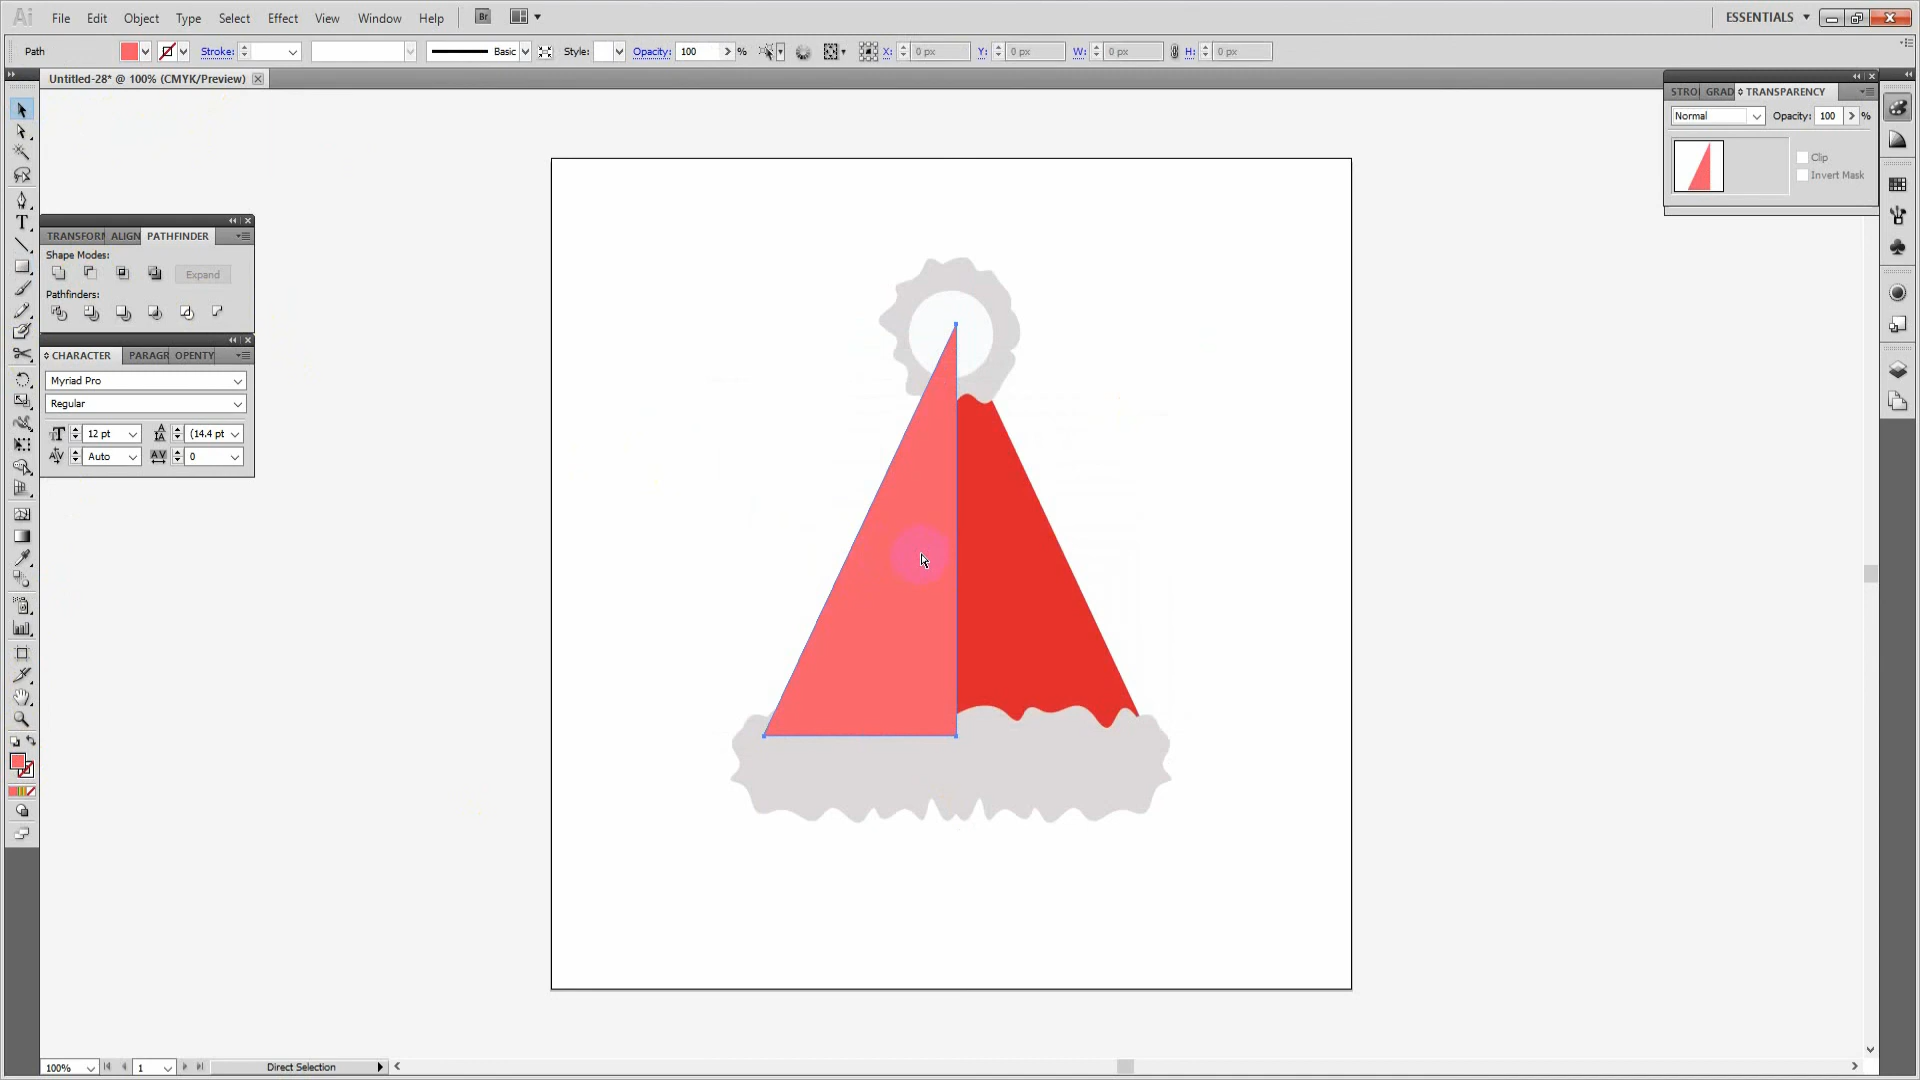 Ai File Edit Object Type Select Effect View Window Help Br ESSENTIALS
Path Stroke: Basic Style: Opacity: 100 % X: 0 px Y: 0 px W: 0 px H: 0 px
Untitled-28* @ 100% (CMYK/Preview)
STRO GRAD TRANSPARENCY
Normal Opacity: 100 %
Clip
Invert Mask
TRANSFORM ALIGN PATHFINDER
Shape Modes:
Expand
Pathfinders:
CHARACTER PARAGR OPENTY
Myriad Pro
Regular
12 pt (14.4 pt
Auto 0
100% 1 Direct Selection